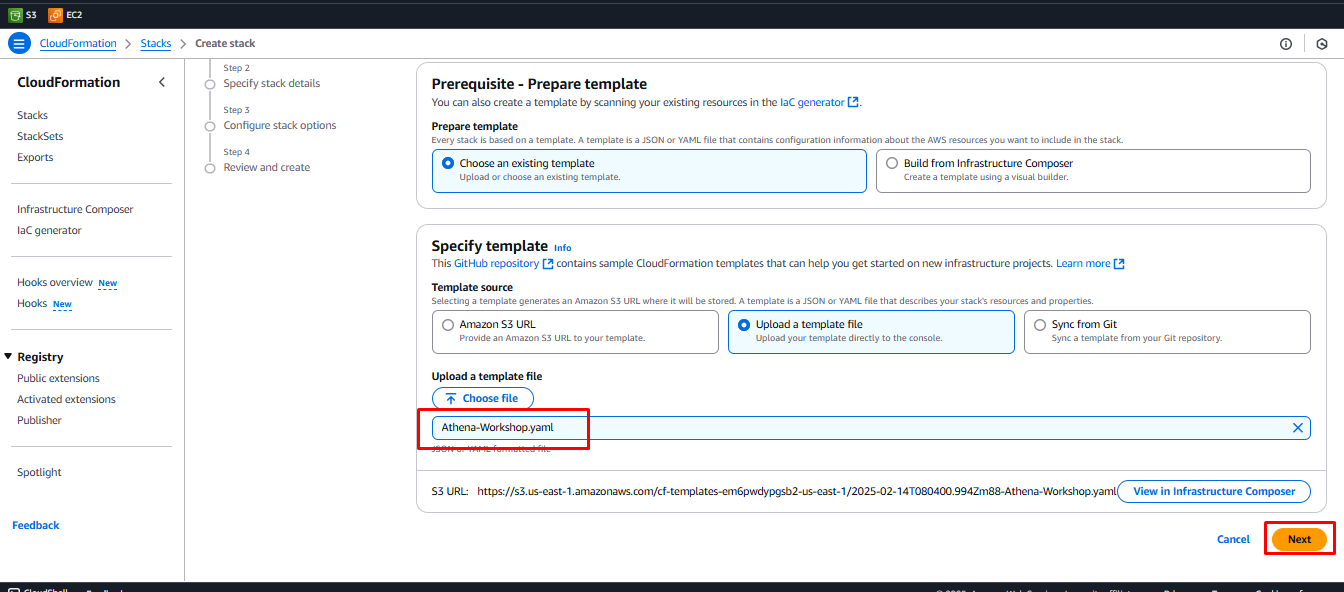 S3 EC2
CloudFormation > Stacks > Create stack
CloudFormation
Stacks
StackSets
Exports
Infrastructure Composer
IaC generator
Hooks overview New
Hooks New
Registry
Public extensions
Activated extensions
Publisher
Spotlight
Feedback
Step 2
Specify stack details
Step 3
Configure stack options
Step 4
Review and create
Prerequisite - Prepare template
You can also create a template by scanning your existing resources in the IaC generator.
Prepare template
Every stack is based on a template. A template is a JSON or YAML file that contains configuration information about the AWS resources you want to include in the stack.
Choose an existing template
Upload or choose an existing template.
Build from Infrastructure Composer
Create a template using a visual builder.
Specify template Info
This GitHub repository contains sample CloudFormation templates that can help you get started on new infrastructure projects. Learn more
Template source
Selecting a template generates an Amazon S3 URL where it will be stored. A template is a JSON or YAML file that describes your stack's resources and properties.
Amazon S3 URL
Provide an Amazon S3 URL to your template.
Upload a template file
Upload your template directly to the console.
Sync from Git
Sync a template from your Git repository.
Upload a template file
Choose file
Athena-Workshop.yaml
JSON or YAML formatted file
S3 URL: https://s3.us-east-1.amazonaws.com/cf-templates-em6pwdypgsb2-us-east-1/2025-02-14T080400.994Zm88-Athena-Workshop.yaml View in Infrastructure Composer
Cancel Next
CloudShell